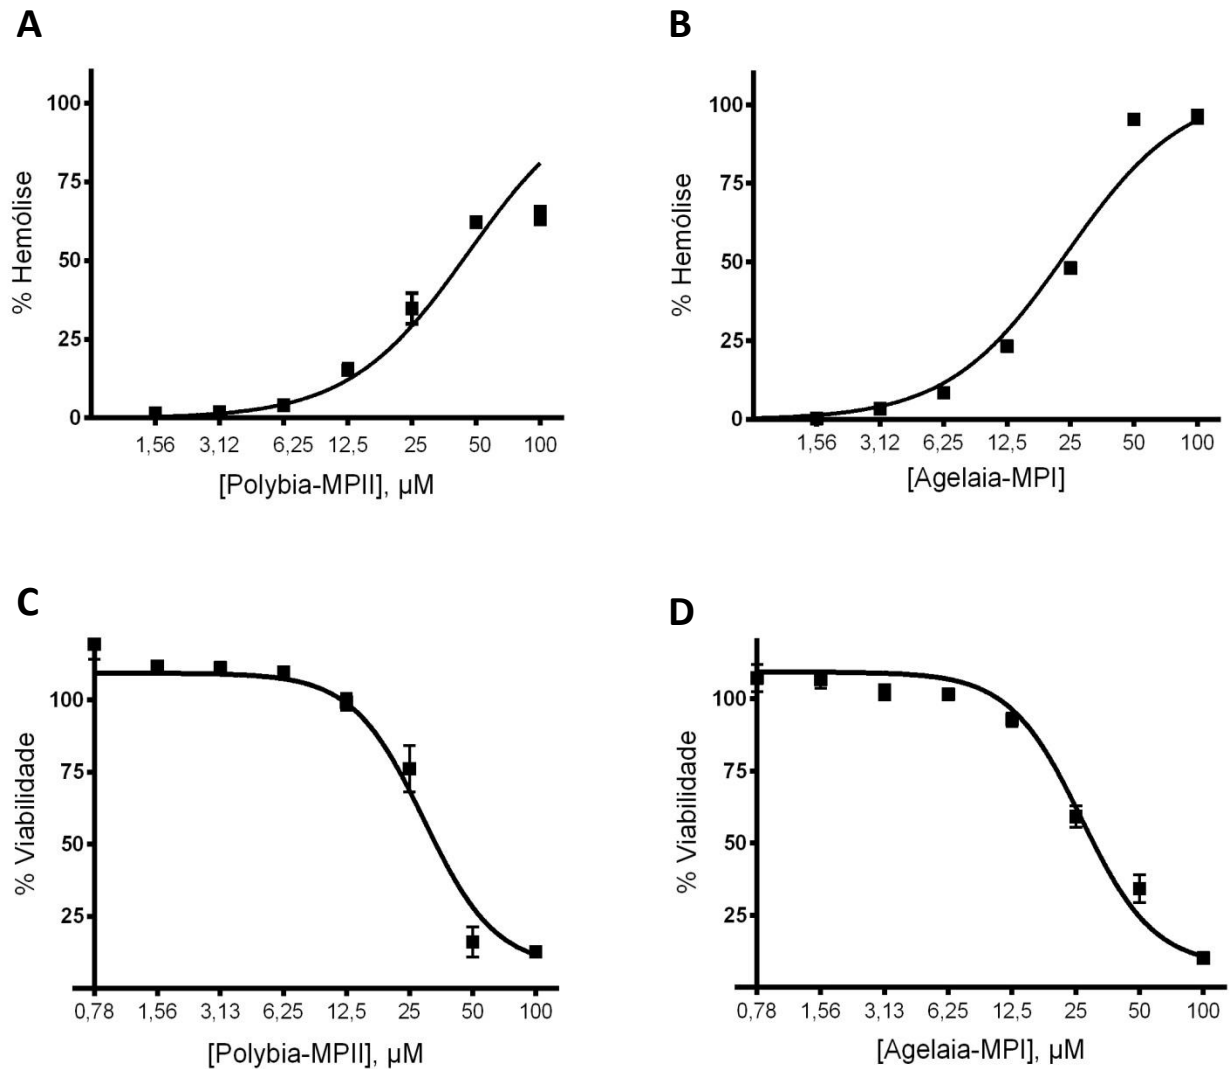 A
% Hemólise
100
75
50
25
0
1,56 3,12 6,25 12,5 25 50 100
[Polybia-MPII], µM
B
% Hemólise
100
75
50
25
0
1,56 3,12 6,25 12,5 25 50 100
[Agelaia-MPI]
C
% Viabilidade
100
75
50
25
0,78 1,56 3,13 6,25 12,5 25 50 100
[Polybia-MPII], µM
D
% Viabilidade
100
75
50
25
0,78 1,56 3,13 6,25 12,5 25 50 100
[Agelaia-MPI], µM